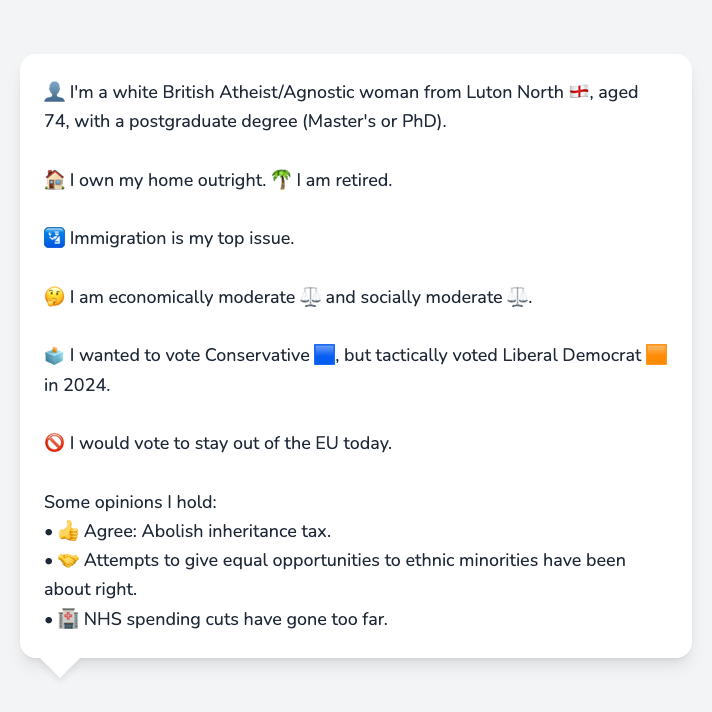 👤 I'm a white British Atheist/Agnostic woman from Luton North 🏴󠁧󠁢󠁥󠁮󠁧󠁿, aged
74, with a postgraduate degree (Master's or PhD).
🏠 I own my home outright. 🌴 I am retired.
🛂 Immigration is my top issue.
🤔 I am economically moderate ⚖️ and socially moderate ⚖️.
🗳️ I wanted to vote Conservative 🟦, but tactically voted Liberal Democrat 🟧
in 2024.
🚫 I would vote to stay out of the EU today.
Some opinions I hold:
• 👍 Agree: Abolish inheritance tax.
• 🤝 Attempts to give equal opportunities to ethnic minorities have been
about right.
• 🏥 NHS spending cuts have gone too far.